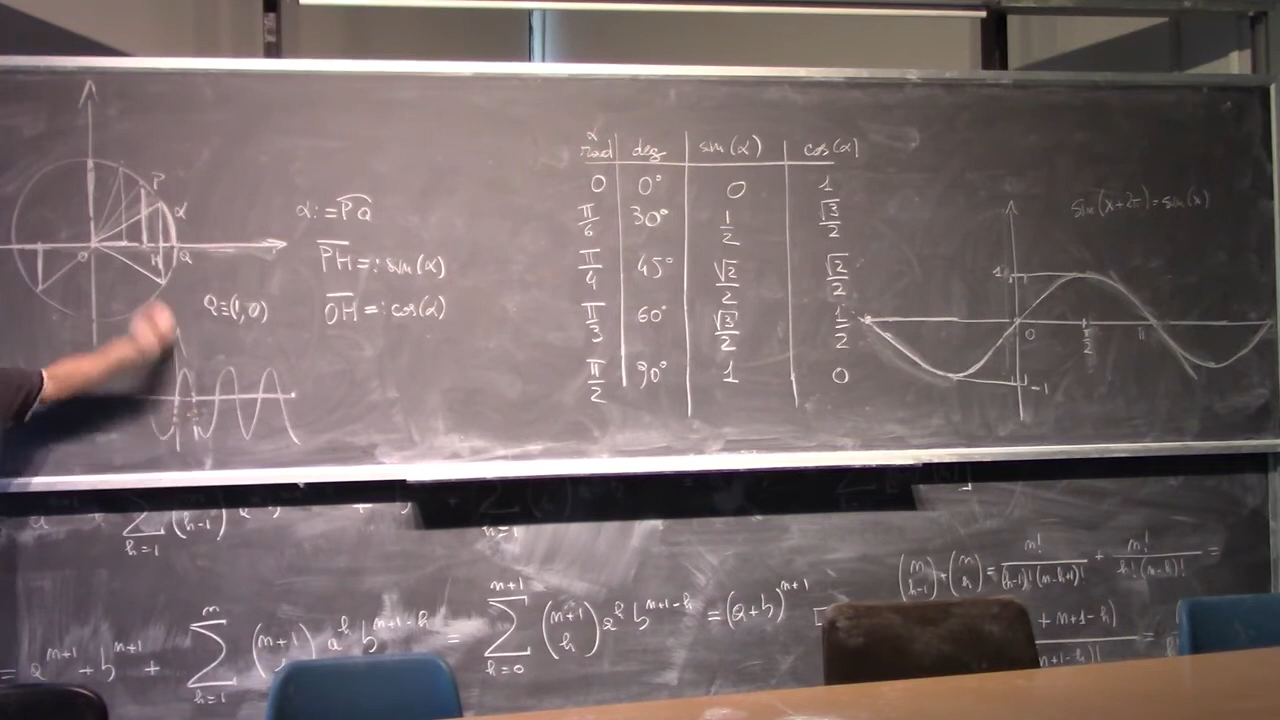 P
α
O H Q
α := P͡Q
P̅H̅ =: sin(α)
Q ≡ (1,0)
O̅H̅ =: cos(α)
α
rad deg sin(α) cos(α)
0 0° 0 1
π/6 30° 1/2 √3/2
π/4 45° √2/2 √2/2
π/3 60° √3/2 1/2
π/2 90° 1 0
sin(x+2π)=sin(x)
1
0 π/2 π
-1
∑ h=1 (h-1)
∑ h=1
= a^{n+1} + b^{n+1} + ∑_{h=1}^{n} (n+1) a^h b^{n+1-h} = ∑_{h=0}^{n+1} (n+1 h) a^h b^{n+1-h} = (a+b)^{n+1}
(n h-1) + (n h) = n!/(h-1)!(n-h+1)! + n!/h!(n-h)! =
+ n+1-h)
n+1-h)! =